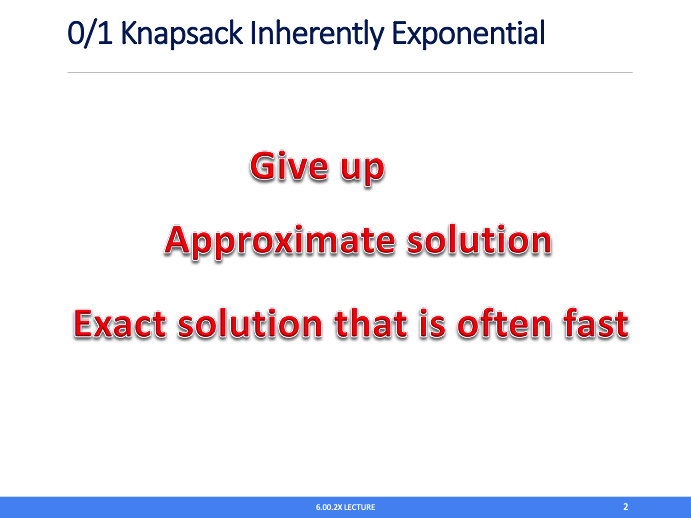 0/1 Knapsack Inherently Exponential
Give up
Approximate solution
Exact solution that is often fast
6.00.2X LECTURE
2